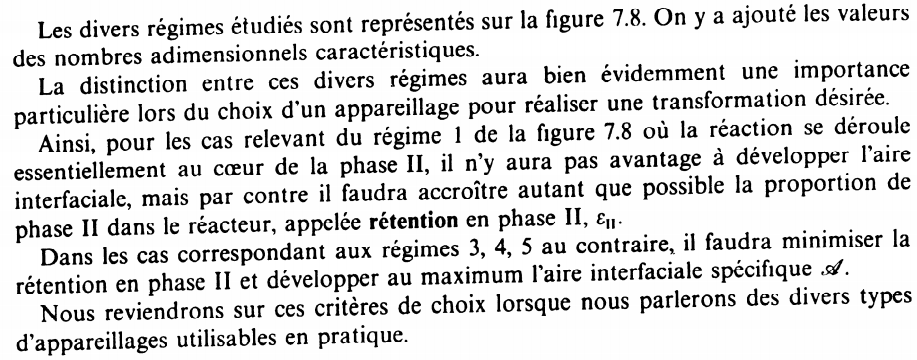 Les divers régimes étudiés sont représentés sur la figure 7.8. On y a ajouté les valeurs
des nombres adimensionnels caractéristiques.
La distinction entre ces divers régimes aura bien évidemment une importance
particulière lors du choix d'un appareillage pour réaliser une transformation désirée.
Ainsi, pour les cas relevant du régime 1 de la figure 7.8 où la réaction se déroule
essentiellement au cœur de la phase II, il n'y aura pas avantage à développer l'aire
interfaciale, mais par contre il faudra accroître autant que possible la proportion de
phase II dans le réacteur, appelée rétention en phase II, ε_II.
Dans les cas correspondant aux régimes 3, 4, 5 au contraire, il faudra minimiser la
rétention en phase II et développer au maximum l'aire interfaciale spécifique 𝒜.
Nous reviendrons sur ces critères de choix lorsque nous parlerons des divers types
d'appareillages utilisables en pratique.